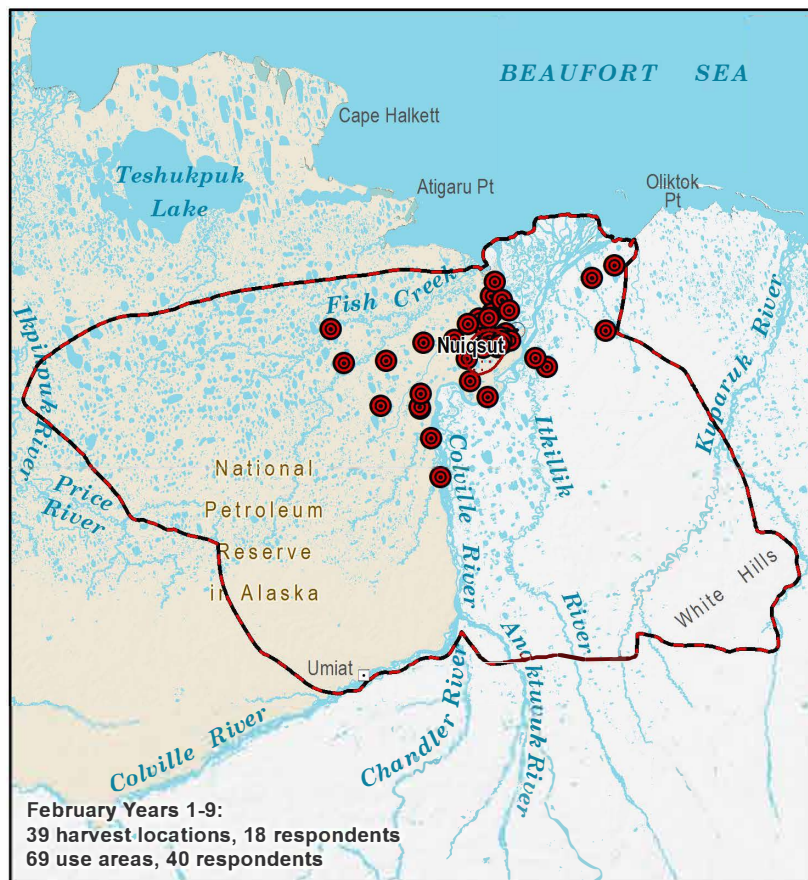 BEAUFORT SEA
Cape Halkett
Teshukpuk
Lake
Atigaru Pt
Oliktok
Pt
Fish Creek
Ikpikpuk River
Nuiqsut
Kuparuk River
Itkillik
River
Colville River
National
Petroleum
Reserve
in Alaska
Price
River
White Hills
Umiat
Anaktuvuk River
Chandler River
Colville River
February Years 1-9:
39 harvest locations, 18 respondents
69 use areas, 40 respondents